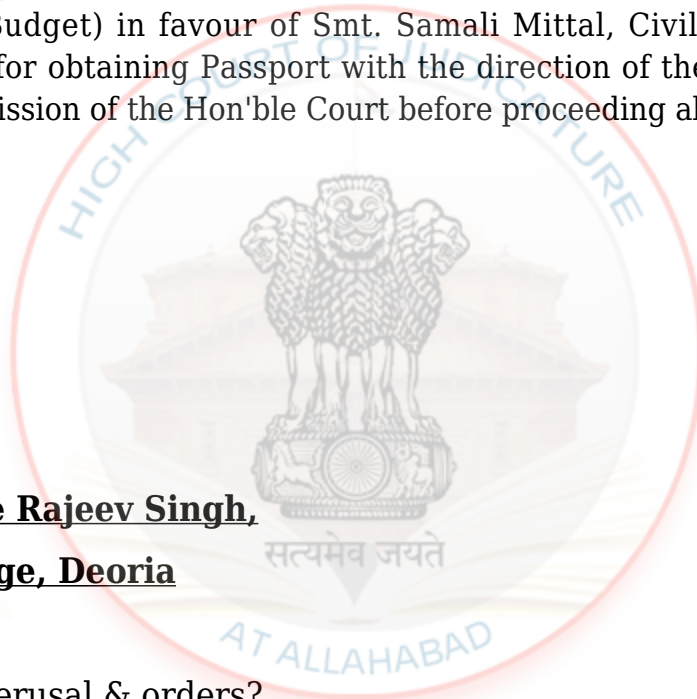 Budget) in favour of Smt. Samali Mittal, Civil
for obtaining Passport with the direction of the
ission of the Hon'ble Court before proceeding a
HIGH COURT OF JUDICATURE
e Rajeev Singh,
सत्यमेव जयते
ge, Deoria
AT ALLAHABAD
erusal & orders?